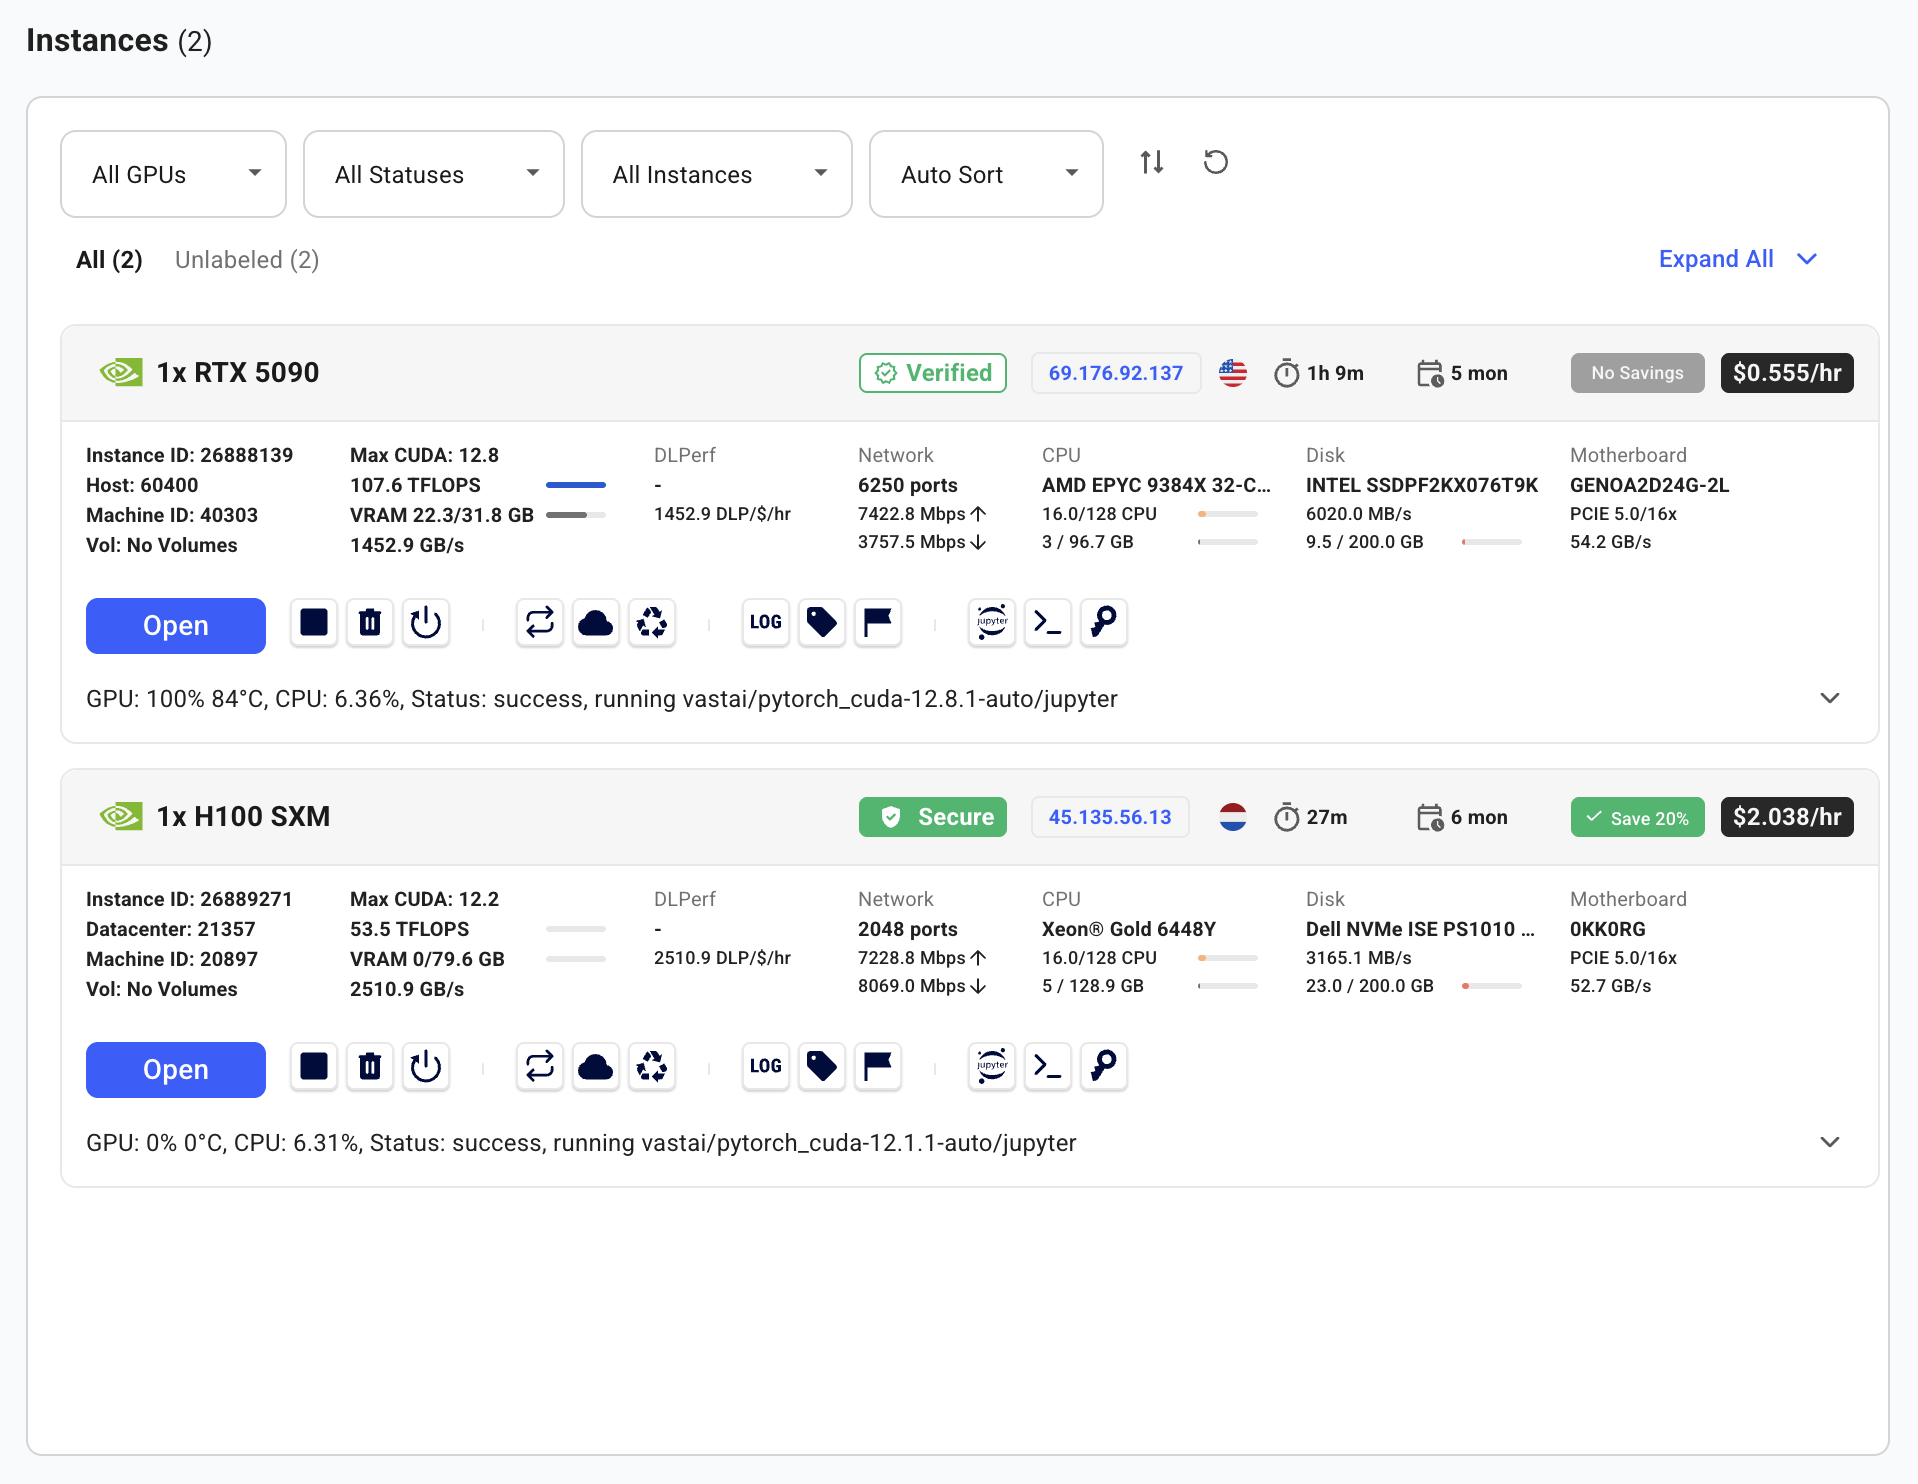 Instances (2)
All GPUs
All Statuses
All Instances
Auto Sort
All (2)
Unlabeled (2)
Expand All
1x RTX 5090
Verified
69.176.92.137
1h 9m
5 mon
No Savings
$0.555/hr
Instance ID: 26888139
Host: 60400
Machine ID: 40303
Vol: No Volumes
Max CUDA: 12.8
107.6 TFLOPS
VRAM 22.3/31.8 GB
1452.9 GB/s
DLPerf
-
1452.9 DLP/$/hr
Network
6250 ports
7422.8 Mbps ↑
3757.5 Mbps ↓
CPU
AMD EPYC 9384X 32-C...
16.0/128 CPU
3 / 96.7 GB
Disk
INTEL SSDPF2KX076T9K
6020.0 MB/s
9.5 / 200.0 GB
Motherboard
GENOA2D24G-2L
PCIE 5.0/16x
54.2 GB/s
Open
LOG
jupyter
GPU: 100% 84°C, CPU: 6.36%, Status: success, running vastai/pytorch_cuda-12.8.1-auto/jupyter
1x H100 SXM
Secure
45.135.56.13
27m
6 mon
Save 20%
$2.038/hr
Instance ID: 26889271
Datacenter: 21357
Machine ID: 20897
Vol: No Volumes
Max CUDA: 12.2
53.5 TFLOPS
VRAM 0/79.6 GB
2510.9 GB/s
DLPerf
-
2510.9 DLP/$/hr
Network
2048 ports
7228.8 Mbps ↑
8069.0 Mbps ↓
CPU
Xeon® Gold 6448Y
16.0/128 CPU
5 / 128.9 GB
Disk
Dell NVMe ISE PS1010 ...
3165.1 MB/s
23.0 / 200.0 GB
Motherboard
0KK0RG
PCIE 5.0/16x
52.7 GB/s
Open
LOG
jupyter
GPU: 0% 0°C, CPU: 6.31%, Status: success, running vastai/pytorch_cuda-12.1.1-auto/jupyter